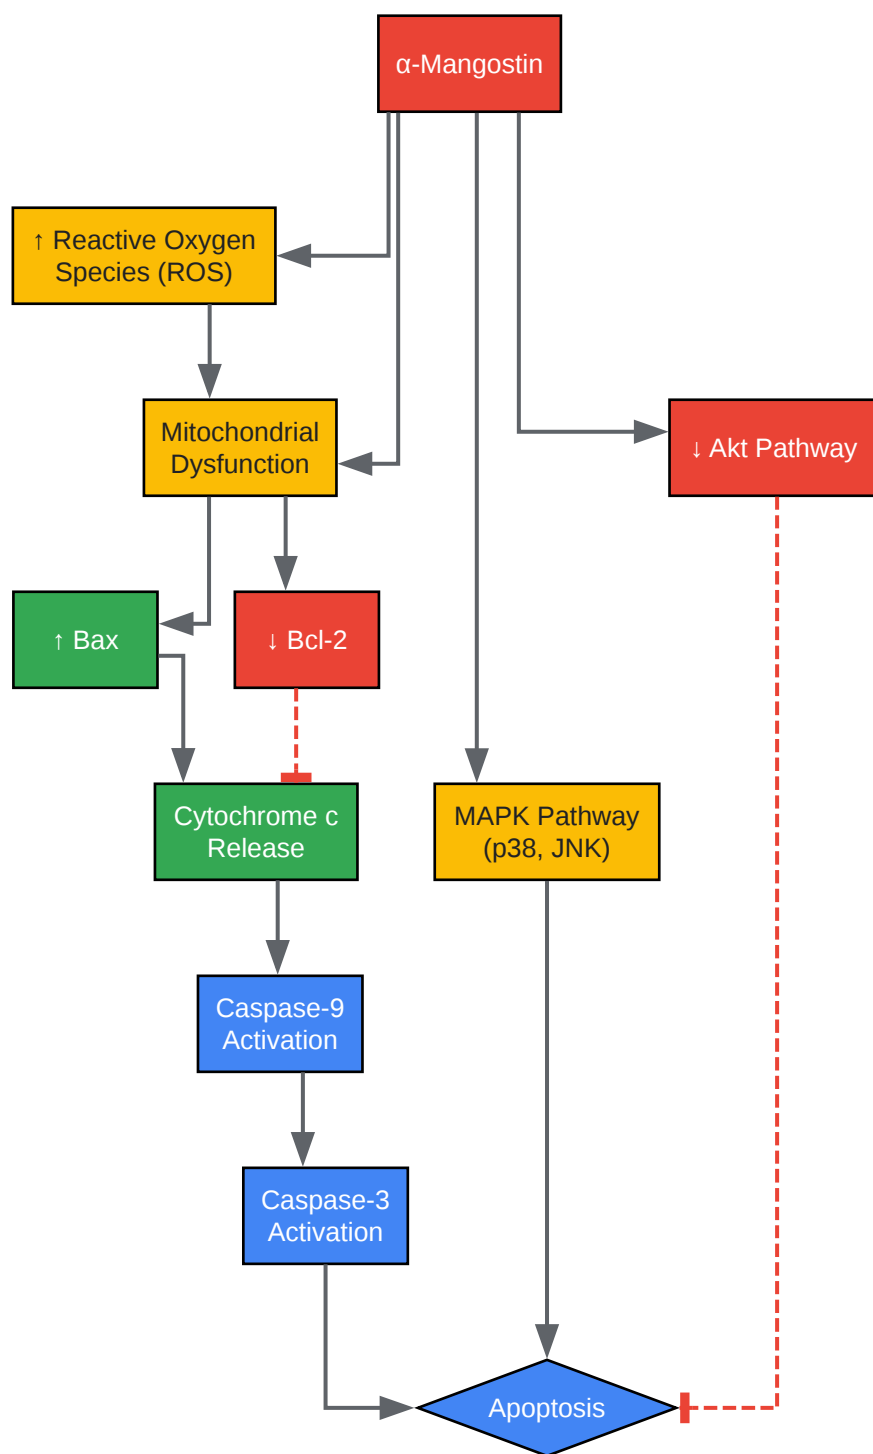 α-Mangostin
↑ Reactive Oxygen
Species (ROS)
Mitochondrial
Dysfunction
↓ Akt Pathway
↑ Bax
↓ Bcl-2
Cytochrome c
Release
MAPK Pathway
(p38, JNK)
Caspase-9
Activation
Caspase-3
Activation
Apoptosis